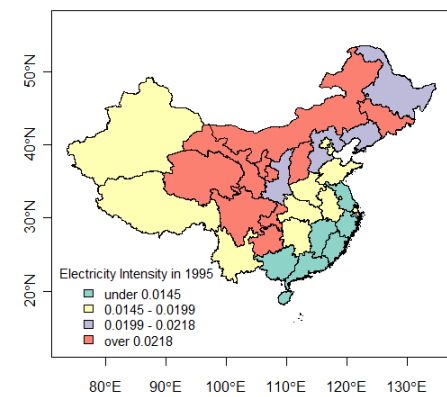 50°N
40°N
30°N
20°N
Electricity Intensity in 1995
under 0.0145
0.0145 - 0.0199
0.0199 - 0.0218
over 0.0218
80°E 90°E 100°E 110°E 120°E 130°E